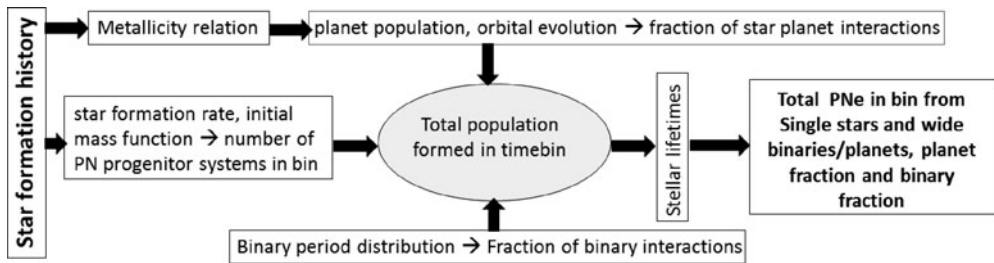 Star formation history
Metallicity relation
planet population, orbital evolution → fraction of star planet interactions
star formation rate, initial
mass function → number of
PN progenitor systems in bin
Total population
formed in timebin
Stellar lifetimes
Total PNe in bin from
Single stars and wide
binaries/planets, planet
fraction and binary
fraction
Binary period distribution → Fraction of binary interactions